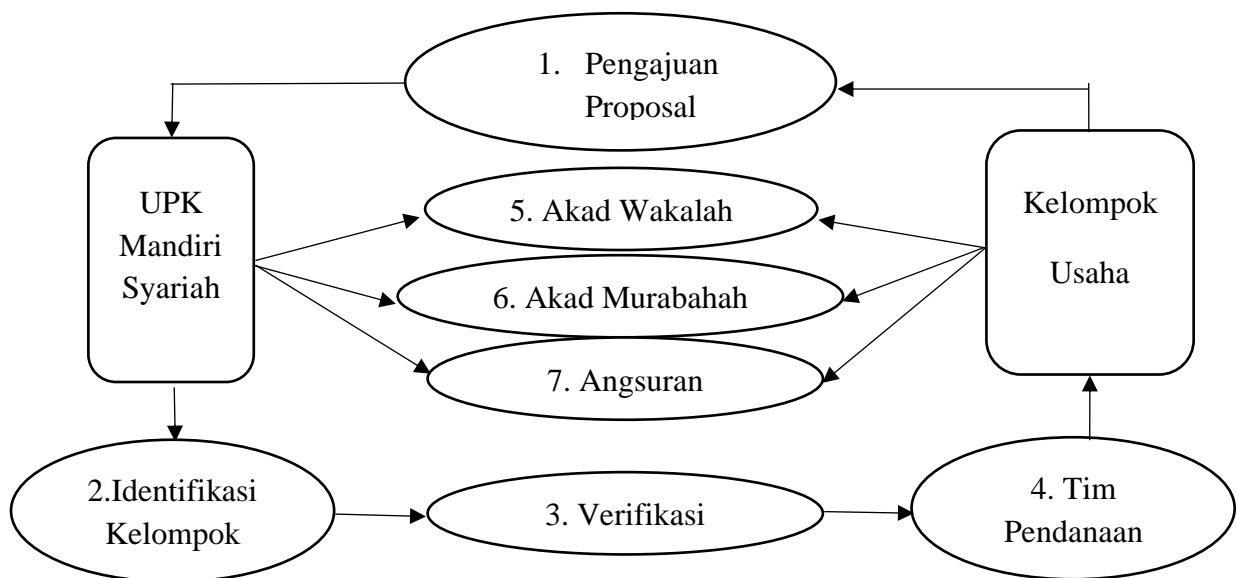 1. Pengajuan
Proposal
UPK
Mandiri
Syariah
5. Akad Wakalah
6. Akad Murabahah
7. Angsuran
Kelompok
Usaha
2.Identifikasi
Kelompok
3. Verifikasi
4. Tim
Pendanaan